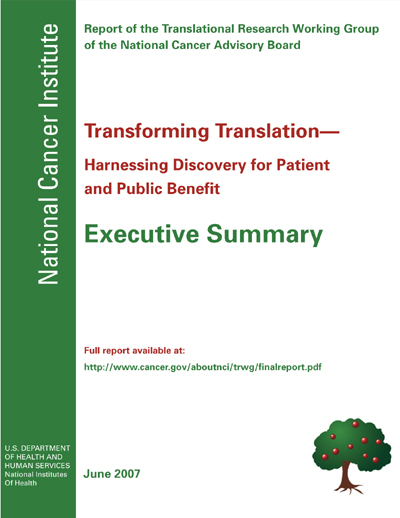 National Cancer Institute
Report of the Translational Research Working Group
of the National Cancer Advisory Board
Transforming Translation—
Harnessing Discovery for Patient
and Public Benefit
Executive Summary
Full report available at:
http://www.cancer.gov/aboutnci/trwg/finalreport.pdf
U.S. DEPARTMENT
OF HEALTH AND
HUMAN SERVICES
National Institutes
Of Health
June 2007